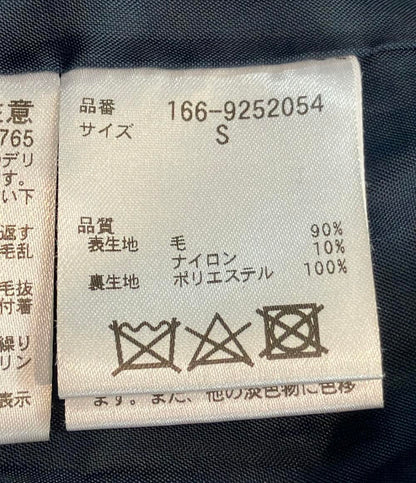 意
765
デリ
す。
い下
返す
毛乱
毛抜
付着
繰り
リン
表示
品番 166-9252054
サイズ S
品質
表生地 毛 90%
ナイロン 10%
裏生地 ポリエステル 100%
ます。また、他の淡色物に色移